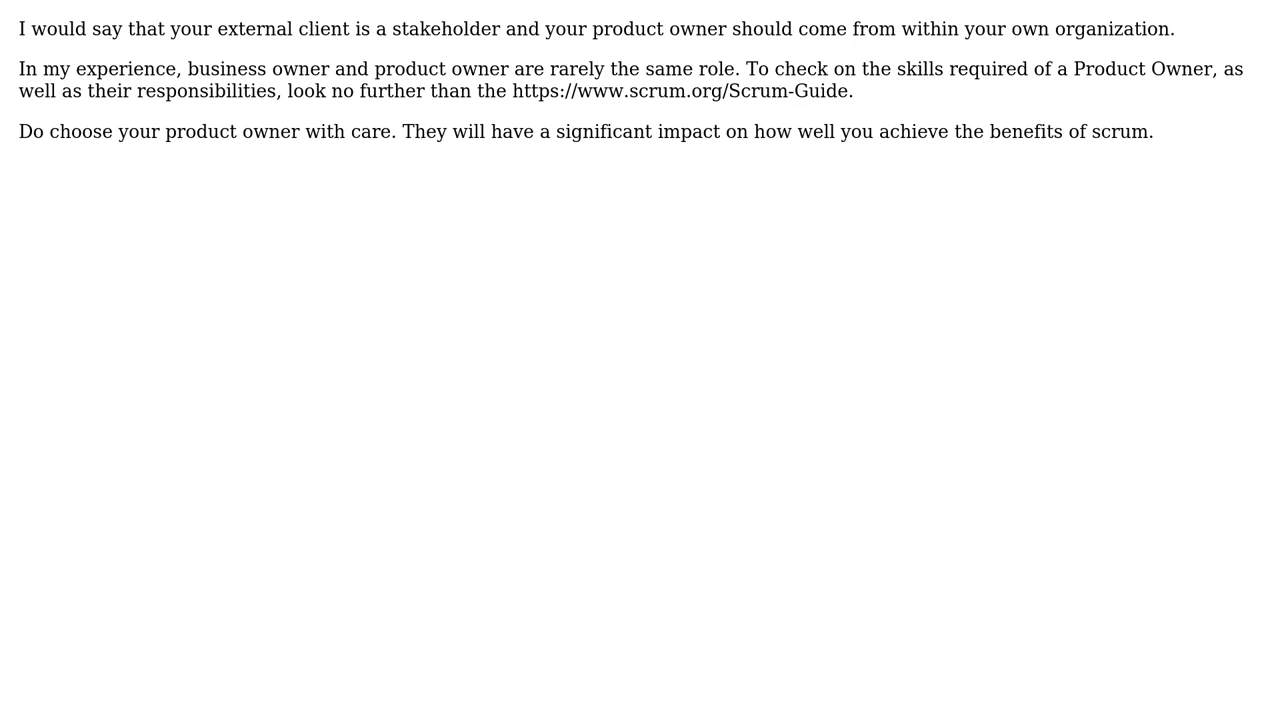 I would say that your external client is a stakeholder and your product owner should come from within your own organization.
In my experience, business owner and product owner are rarely the same role. To check on the skills required of a Product Owner, as
well as their responsibilities, look no further than the https://www.scrum.org/Scrum-Guide.
Do choose your product owner with care. They will have a significant impact on how well you achieve the benefits of scrum.